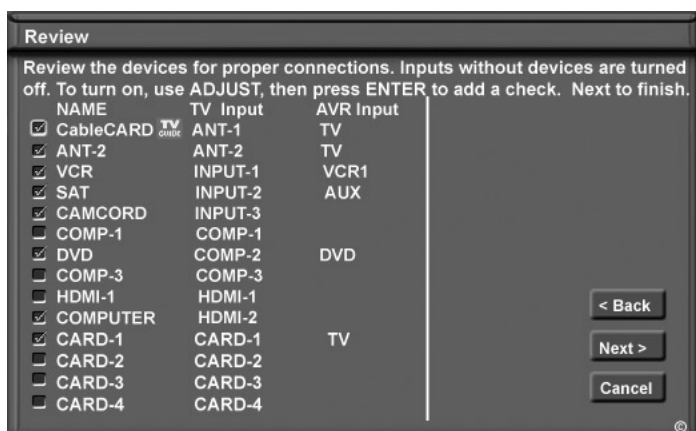 Review
Review the devices for proper connections. Inputs without devices are turned
off. To turn on, use ADJUST, then press ENTER to add a check. Next to finish.
NAME TV Input AVR Input
CableCARD TV GUIDE ANT-1 TV
ANT-2 ANT-2 TV
VCR INPUT-1 VCR1
SAT INPUT-2 AUX
CAMCORD INPUT-3
COMP-1 COMP-1
DVD COMP-2 DVD
COMP-3 COMP-3
HDMI-1 HDMI-1
COMPUTER HDMI-2
CARD-1 CARD-1 TV
CARD-2 CARD-2
CARD-3 CARD-3
CARD-4 CARD-4
< Back
Next >
Cancel
©